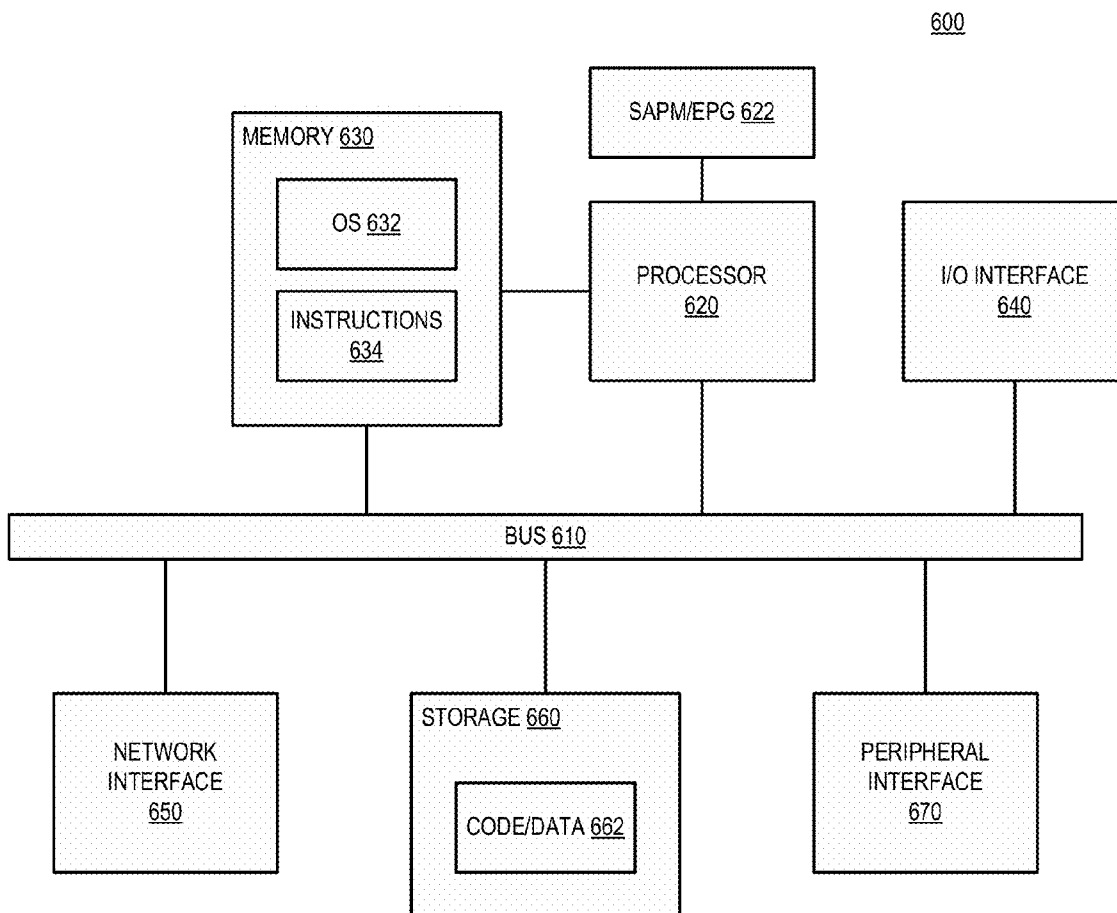 600
SAPM/EPG 622
MEMORY 630
OS 632
INSTRUCTIONS
634
PROCESSOR
620
I/O INTERFACE
640
BUS 610
NETWORK
INTERFACE
650
STORAGE 660
CODE/DATA 662
PERIPHERAL
INTERFACE
670